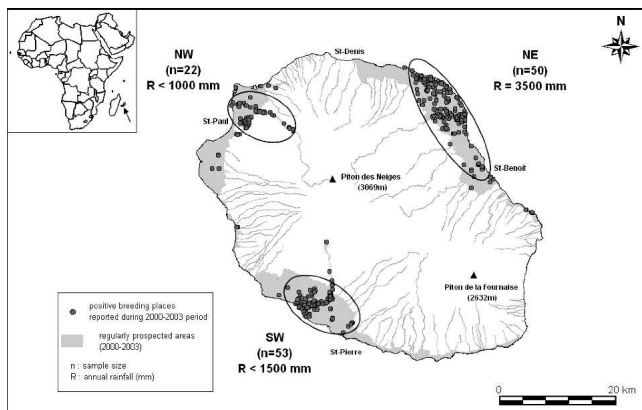 N
NW
(n=22)
R < 1000 mm
St-Denis
NE
(n=50)
R = 3500 mm
St-Paul
St-Benoit
Piton des Neiges
(3069m)
Piton de la Fournaise
(2632m)
positive breeding places
reported during 2000-2003 period
regularly prospected areas
(2000-2003)
n : sample size
R : annual rainfall (mm)
SW
(n=53)
R < 1500 mm
St-Pierre
0
20 km